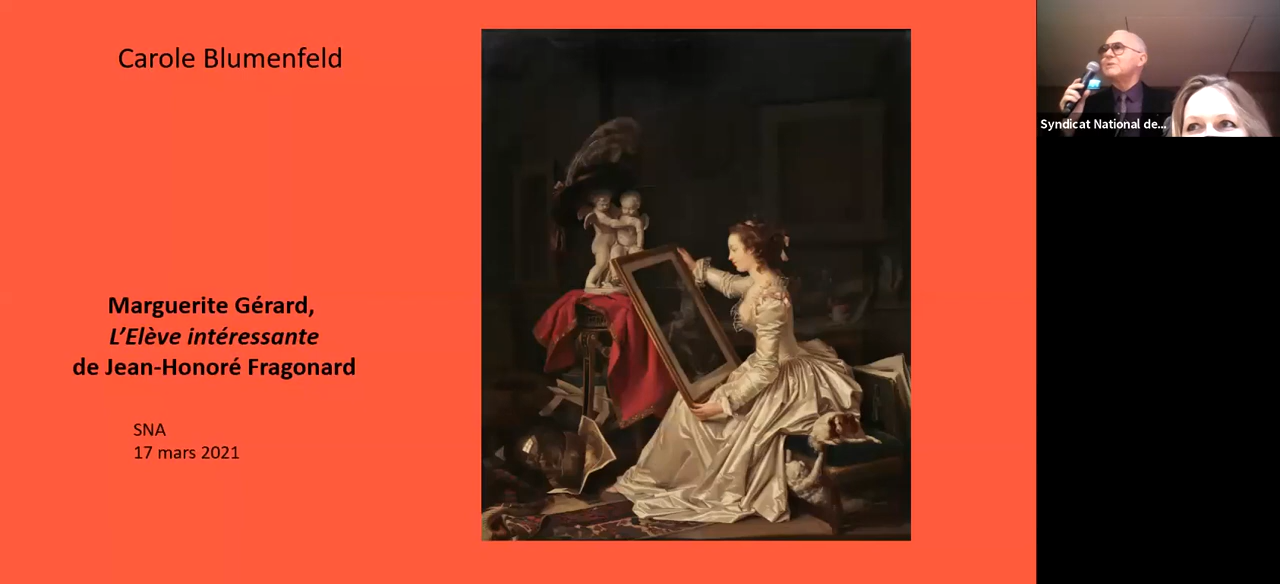 Carole Blumenfeld
Marguerite Gérard,
L'Elève intéressante
de Jean-Honoré Fragonard
SNA
17 mars 2021
Syndicat National de...